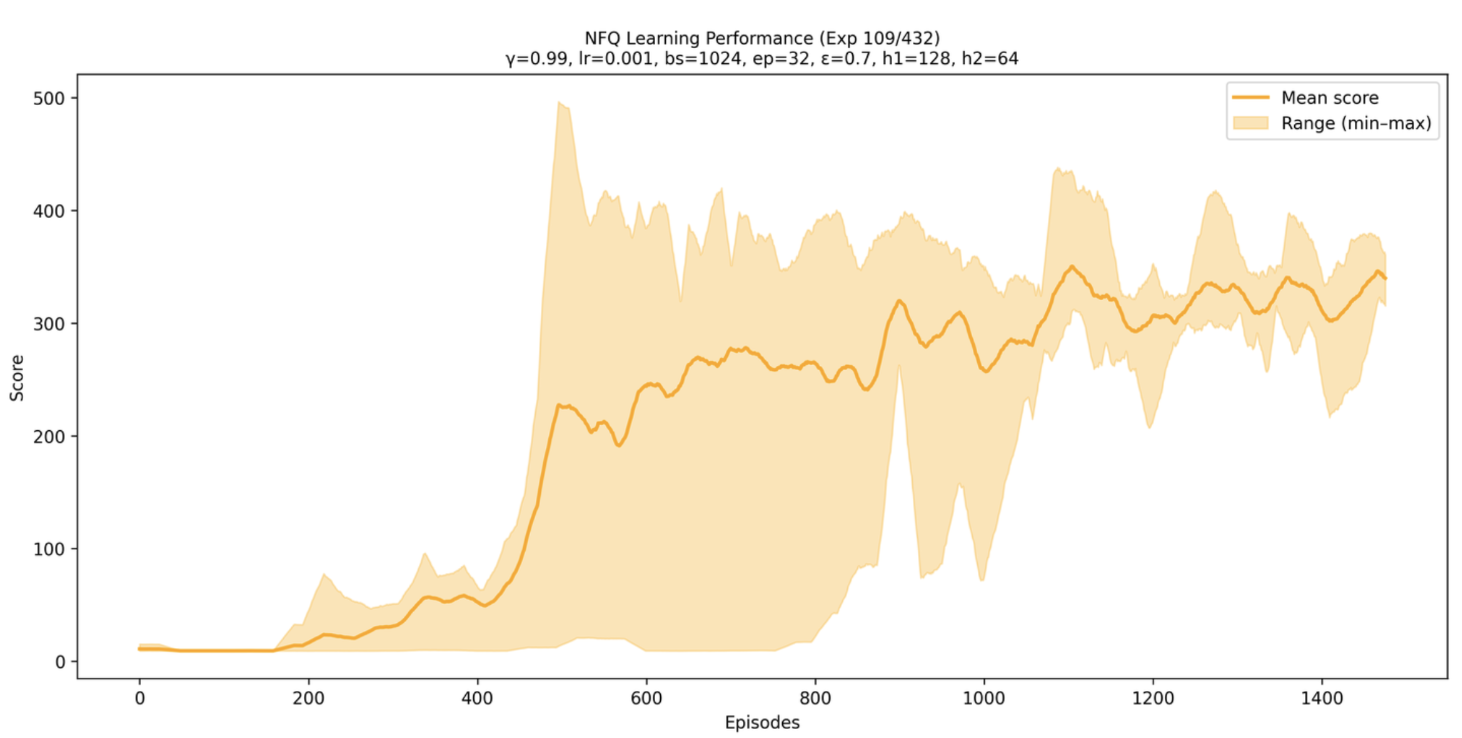 NFQ Learning Performance (Exp 109/432)
γ=0.99, lr=0.001, bs=1024, ep=32, ε=0.7, h1=128, h2=64
Mean score
Range (min–max)
500
400
300
200
100
0
Score
0 200 400 600 800 1000 1200 1400
Episodes